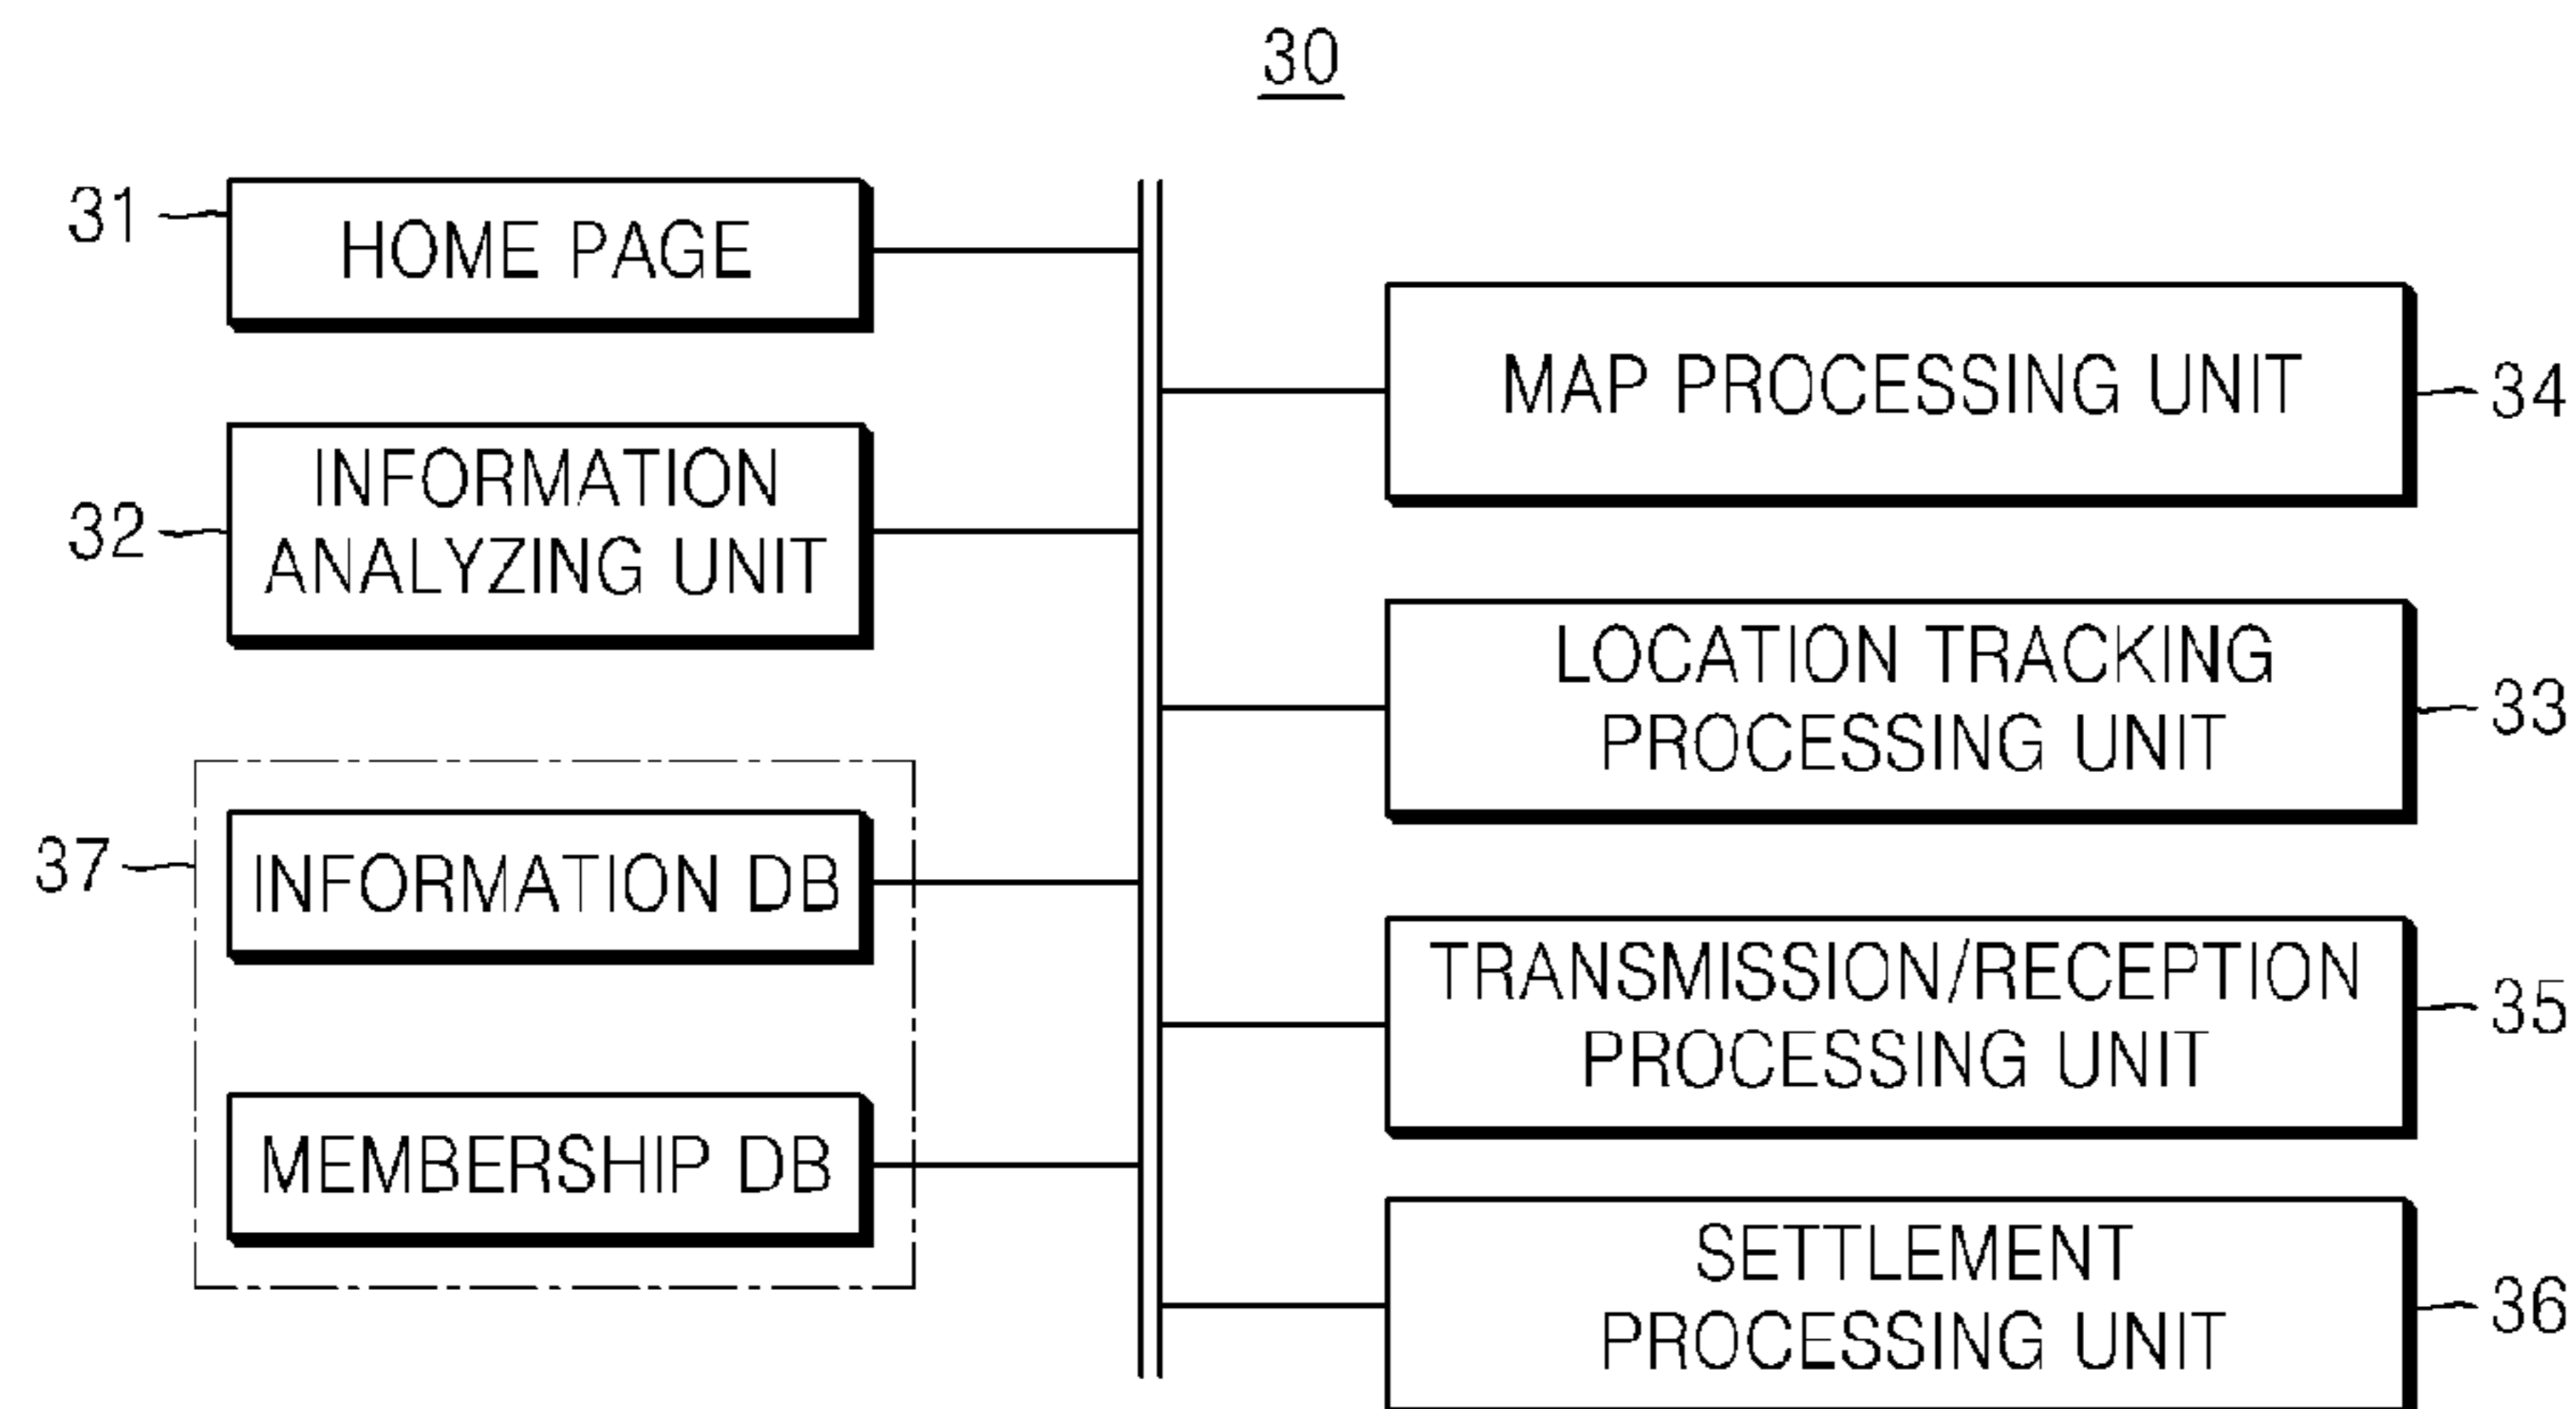 30
31
HOME PAGE
MAP PROCESSING UNIT
34
32
INFORMATION
ANALYZING UNIT
LOCATION TRACKING
PROCESSING UNIT
33
37
INFORMATION DB
TRANSMISSION/RECEPTION
PROCESSING UNIT
35
MEMBERSHIP DB
SETTLEMENT
PROCESSING UNIT
36